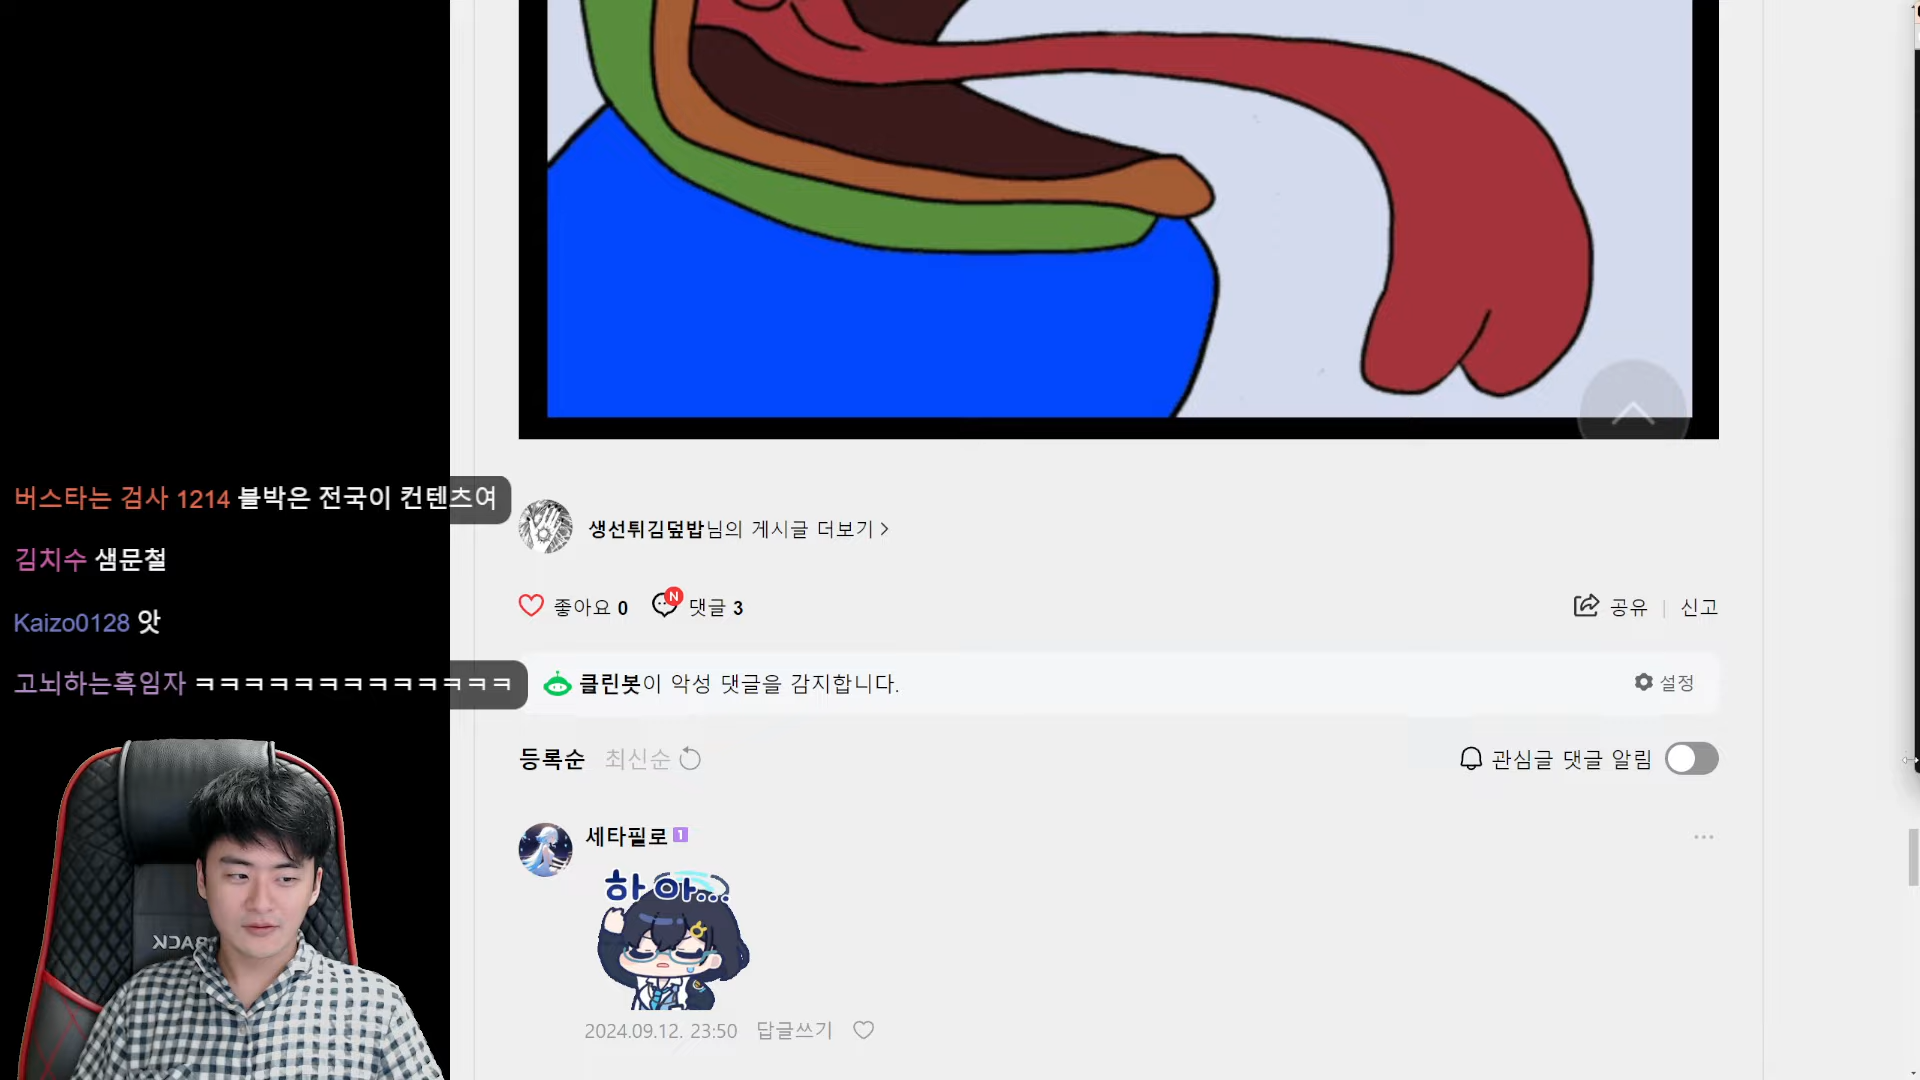 버스타는 검사 1214 불박은 전국이 컨텐츠여
김치수 샘문철
Kaizo0128 앗
고뇌하는흑임자 ㅋㅋㅋㅋㅋㅋㅋㅋㅋㅋㅋㅋㅋ
생선튀김덮밥님의 게시글 더보기 >
좋아요 0 N 댓글 3
공유 | 신고
클린봇이 악성 댓글을 감지합니다.
설정
등록순 최신순
관심글 댓글 알림
세타필로 1
하 아...
2024.09.12. 23:50 답글쓰기